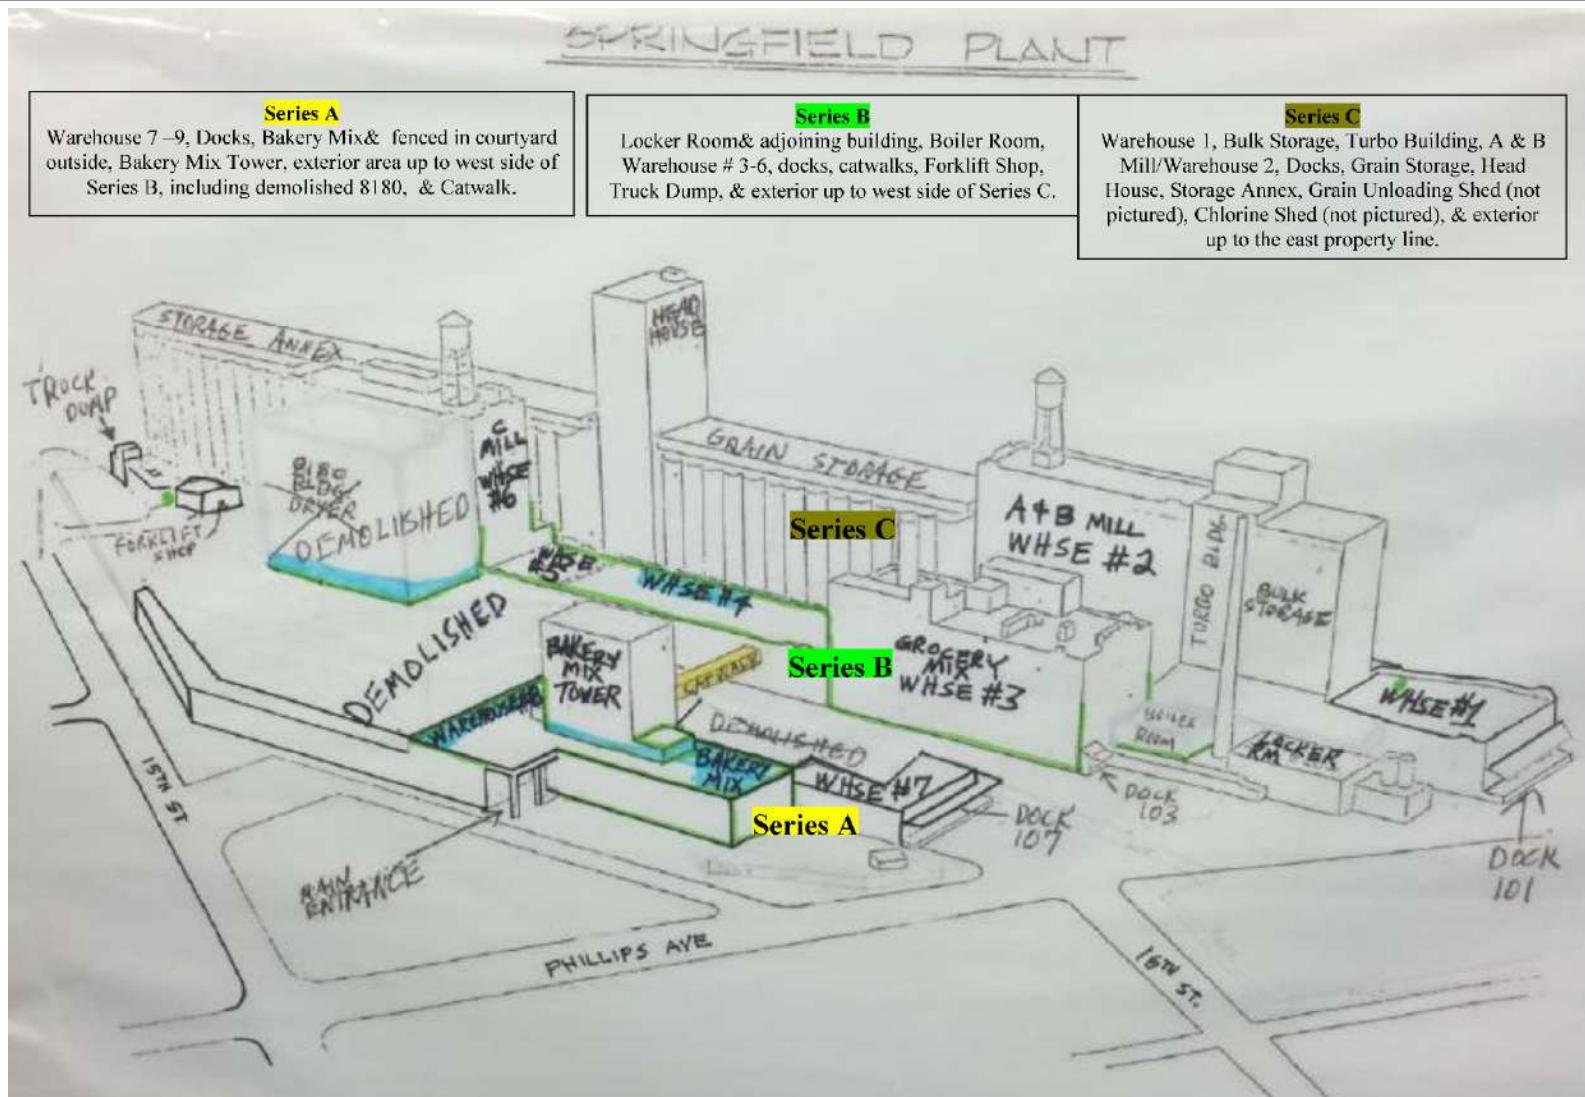 SPRINGFIELD PLANT
Series A
Warehouse 7 –9, Docks, Bakery Mix& fenced in courtyard
outside, Bakery Mix Tower, exterior area up to west side of
Series B, including demolished 8180, & Catwalk.
Series B
Locker Room& adjoining building, Boiler Room,
Warehouse # 3-6, docks, catwalks, Forklift Shop,
Truck Dump, & exterior up to west side of Series C.
Series C
Warehouse 1, Bulk Storage, Turbo Building, A & B
Mill/Warehouse 2, Docks, Grain Storage, Head
House, Storage Annex, Grain Unloading Shed (not
pictured), Chlorine Shed (not pictured), & exterior
up to the east property line.
STORAGE ANNEX
HEAD
HOUSE
TRUCK
DUMP
C
MILL
WHSE
#6
GRAIN STORAGE
BLDG
DRYER
DEMOLISHED
FORKLIFT
SHOP
Series C
A & B MILL
WHSE #2
TURBO BLDG.
BULK
STORAGE
WHSE #4
DEMOLISHED
BAKERY
MIX
TOWER
CATWALK
Series B
GROCERY
MIX
WHSE #3
WHSE #1
BOILER
ROOM
LOCKER
RM
DEMOLISHED
BAKERY
MIX
WHSE #7
Series A
DOCK
103
DOCK
107
DOCK
101
15TH ST
MAIN
ENTRANCE
PHILLIPS AVE
16TH ST.